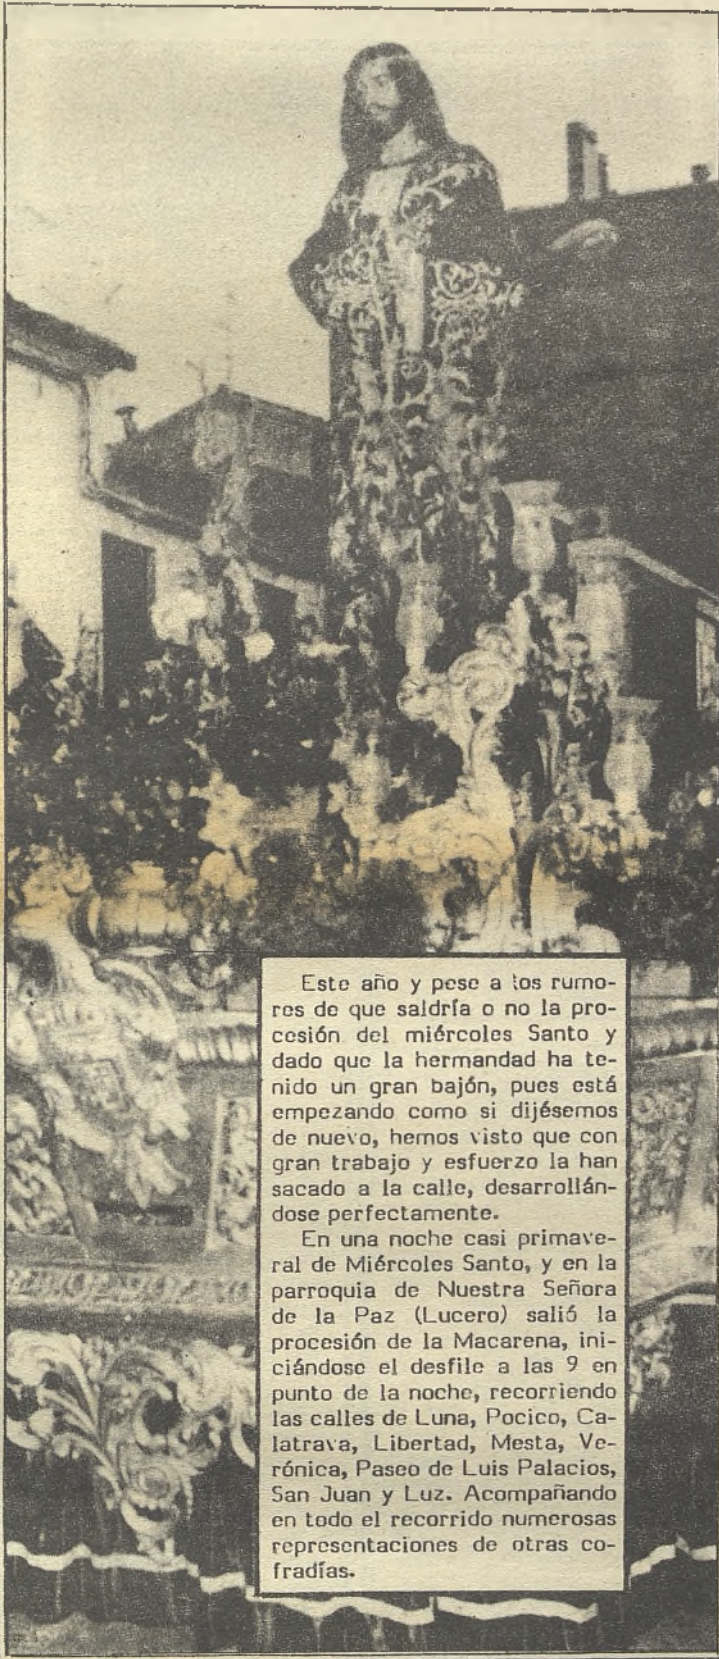 Este año y pese a los rumo-
res de que saldría o no la pro-
cesión del miércoles Santo y
dado que la hermandad ha te-
nido un gran bajón, pues está
empezando como si dijésemos
de nuevo, hemos visto que con
gran trabajo y esfuerzo la han
sacado a la calle, desarrollán-
dose perfectamente.
En una noche casi primave-
ral de Miércoles Santo, y en la
parroquia de Nuestra Señora
de la Paz (Lucero) salió la
procesión de la Macarena, ini-
ciándose el desfile a las 9 en
punto de la noche, recorriendo
las calles de Luna, Pocico, Ca-
latrava, Libertad, Mesta, Ve-
rónica, Paseo de Luis Palacios,
San Juan y Luz. Acompañando
en todo el recorrido numerosas
representaciones de otras co-
fradías.